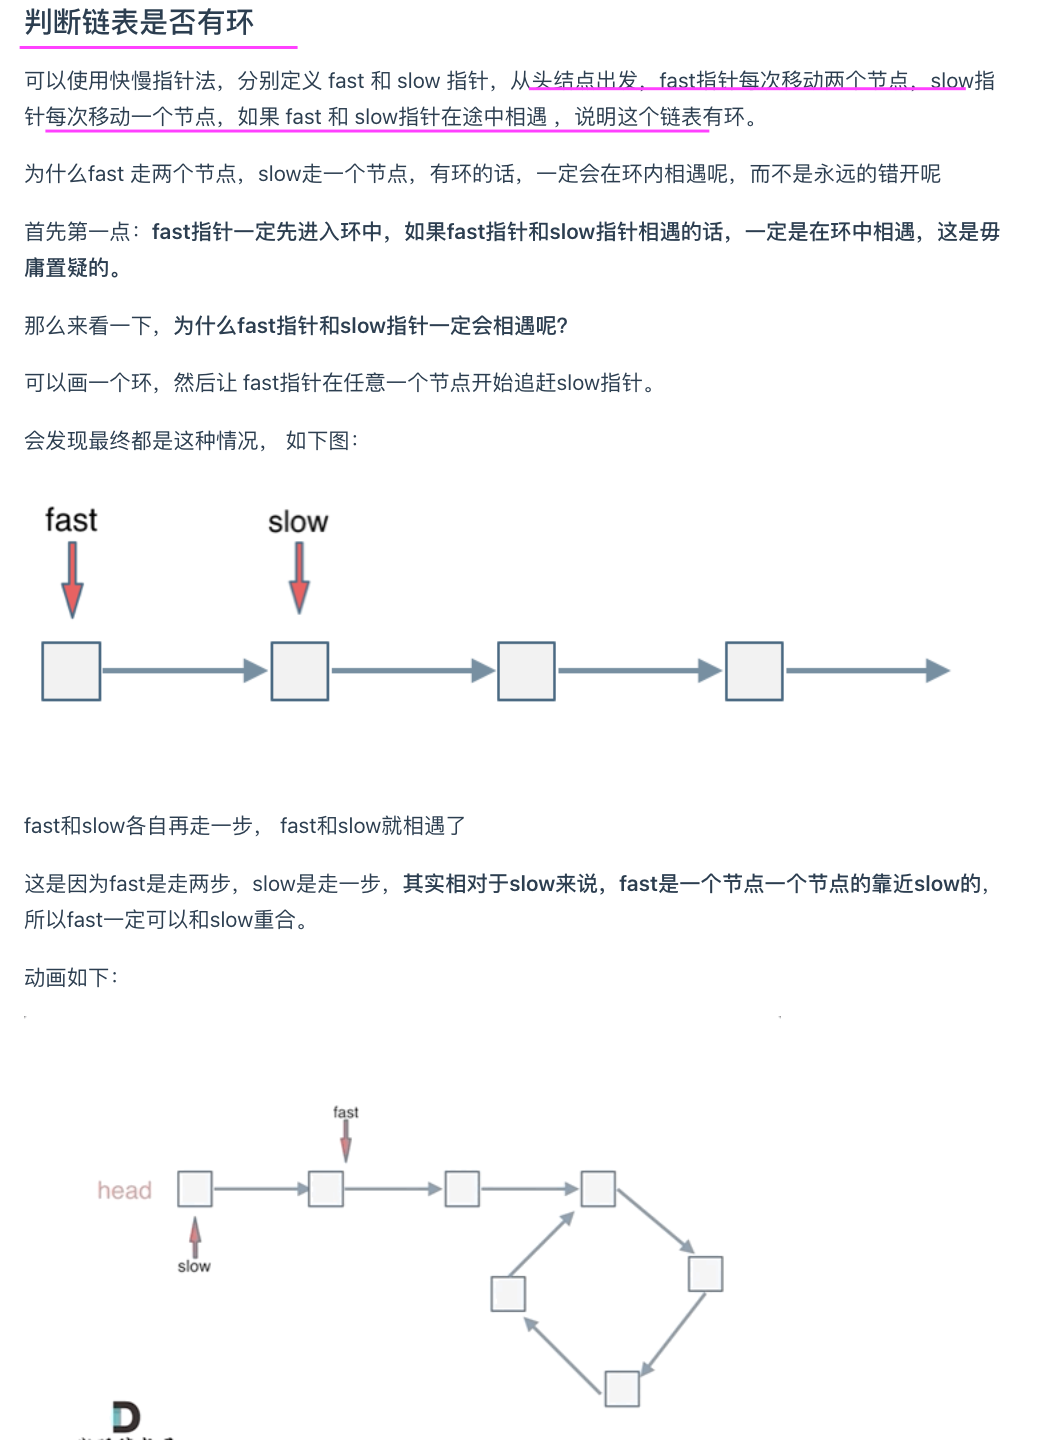 判断链表是否有环
可以使用快慢指针法，分别定义 fast 和 slow 指针，从头结点出发，fast指针每次移动两个节点，slow指
针每次移动一个节点，如果 fast 和 slow指针在途中相遇 ，说明这个链表有环。
为什么fast 走两个节点，slow走一个节点，有环的话，一定会在环内相遇呢，而不是永远的错开呢
首先第一点：fast指针一定先进入环中，如果fast指针和slow指针相遇的话，一定是在环中相遇，这是毋
庸置疑的。
那么来看一下，为什么fast指针和slow指针一定会相遇呢？
可以画一个环，然后让 fast指针在任意一个节点开始追赶slow指针。
会发现最终都是这种情况， 如下图：
fast
slow
fast和slow各自再走一步， fast和slow就相遇了
这是因为fast是走两步，slow是走一步，其实相对于slow来说，fast是一个节点一个节点的靠近slow的，
所以fast一定可以和slow重合。
动画如下：
fast
head
slow